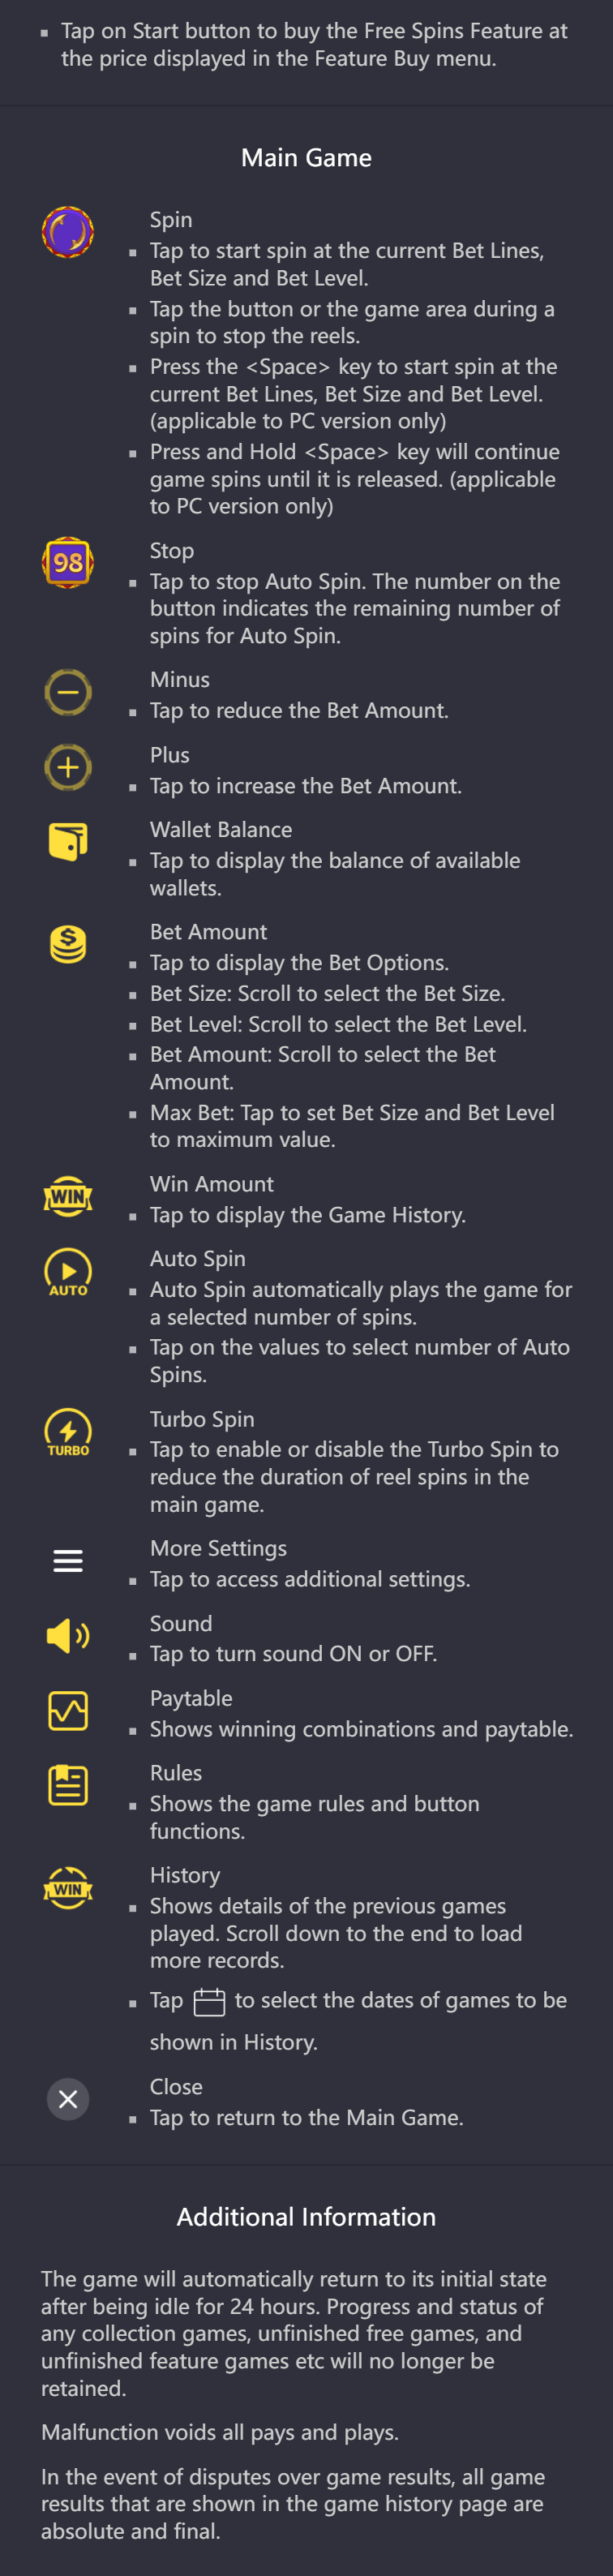 Tap on Start button to buy the Free Spins Feature at
the price displayed in the Feature Buy menu.
Main Game
Spin
Tap to start spin at the current Bet Lines,
Bet Size and Bet Level.
Tap the button or the game area during a
spin to stop the reels.
Press the <Space> key to start spin at the
current Bet Lines, Bet Size and Bet Level.
(applicable to PC version only)
Press and Hold <Space> key will continue
game spins until it is released. (applicable
to PC version only)
98
Stop
Tap to stop Auto Spin. The number on the
button indicates the remaining number of
spins for Auto Spin.
Minus
Tap to reduce the Bet Amount.
Plus
Tap to increase the Bet Amount.
Wallet Balance
Tap to display the balance of available
wallets.
Bet Amount
Tap to display the Bet Options.
Bet Size: Scroll to select the Bet Size.
Bet Level: Scroll to select the Bet Level.
Bet Amount: Scroll to select the Bet
Amount.
Max Bet: Tap to set Bet Size and Bet Level
to maximum value.
WIN
Win Amount
Tap to display the Game History.
AUTO
Auto Spin
Auto Spin automatically plays the game for
a selected number of spins.
Tap on the values to select number of Auto
Spins.
TURBO
Turbo Spin
Tap to enable or disable the Turbo Spin to
reduce the duration of reel spins in the
main game.
More Settings
Tap to access additional settings.
Sound
Tap to turn sound ON or OFF.
Paytable
Shows winning combinations and paytable.
Rules
Shows the game rules and button
functions.
WIN
History
Shows details of the previous games
played. Scroll down to the end to load
more records.
Tap to select the dates of games to be
shown in History.
Close
Tap to return to the Main Game.
Additional Information
The game will automatically return to its initial state
after being idle for 24 hours. Progress and status of
any collection games, unfinished free games, and
unfinished feature games etc will no longer be
retained.
Malfunction voids all pays and plays.
In the event of disputes over game results, all game
results that are shown in the game history page are
absolute and final.